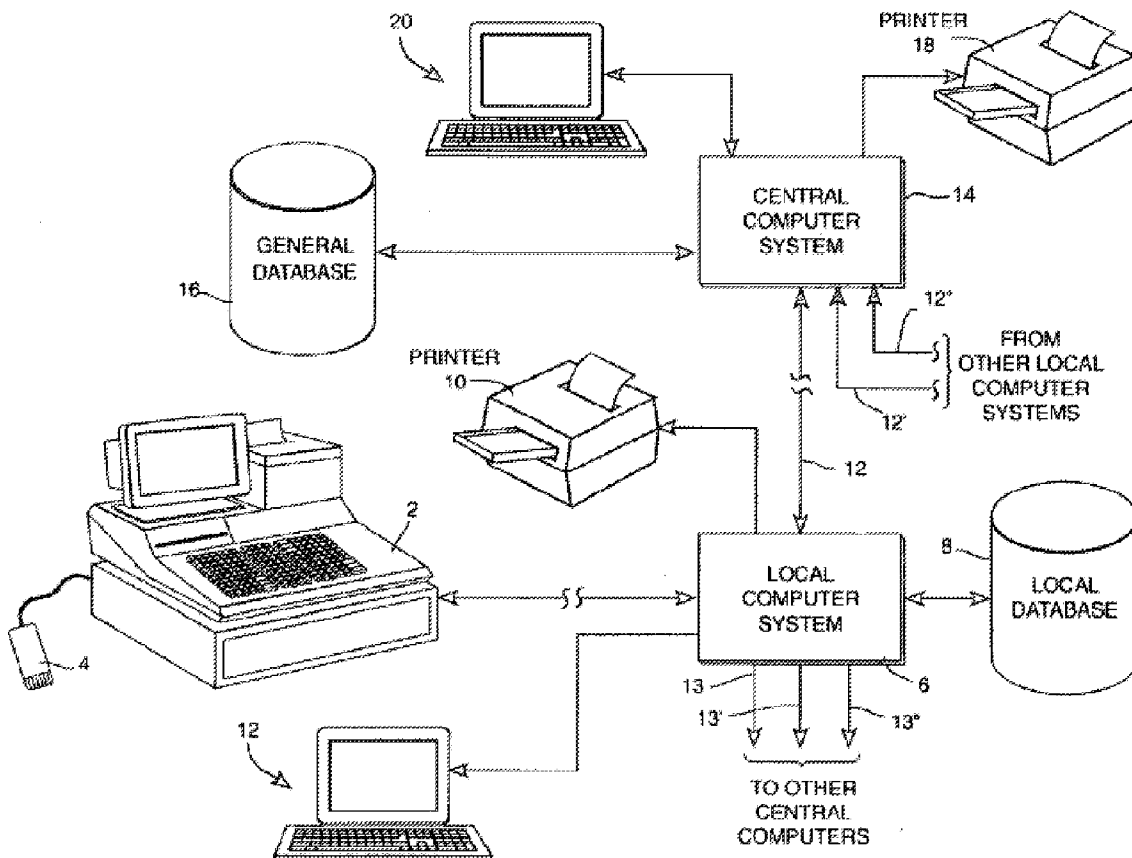 20
PRINTER
18
CENTRAL
COMPUTER
SYSTEM
14
GENERAL
DATABASE
16
12"
12'
FROM
OTHER LOCAL
COMPUTER
SYSTEMS
PRINTER
10
12
2
4
LOCAL
COMPUTER
SYSTEM
6
8
LOCAL
DATABASE
13
13'
13"
12
TO OTHER
CENTRAL
COMPUTERS